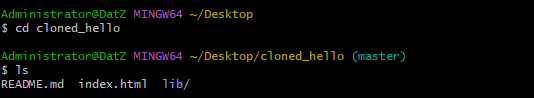 Administrator@DatZ MINGW64 ~/Desktop
$ cd cloned_hello
Administrator@DatZ MINGW64 ~/Desktop/cloned_hello (master)
$ ls
README.md  index.html  lib/